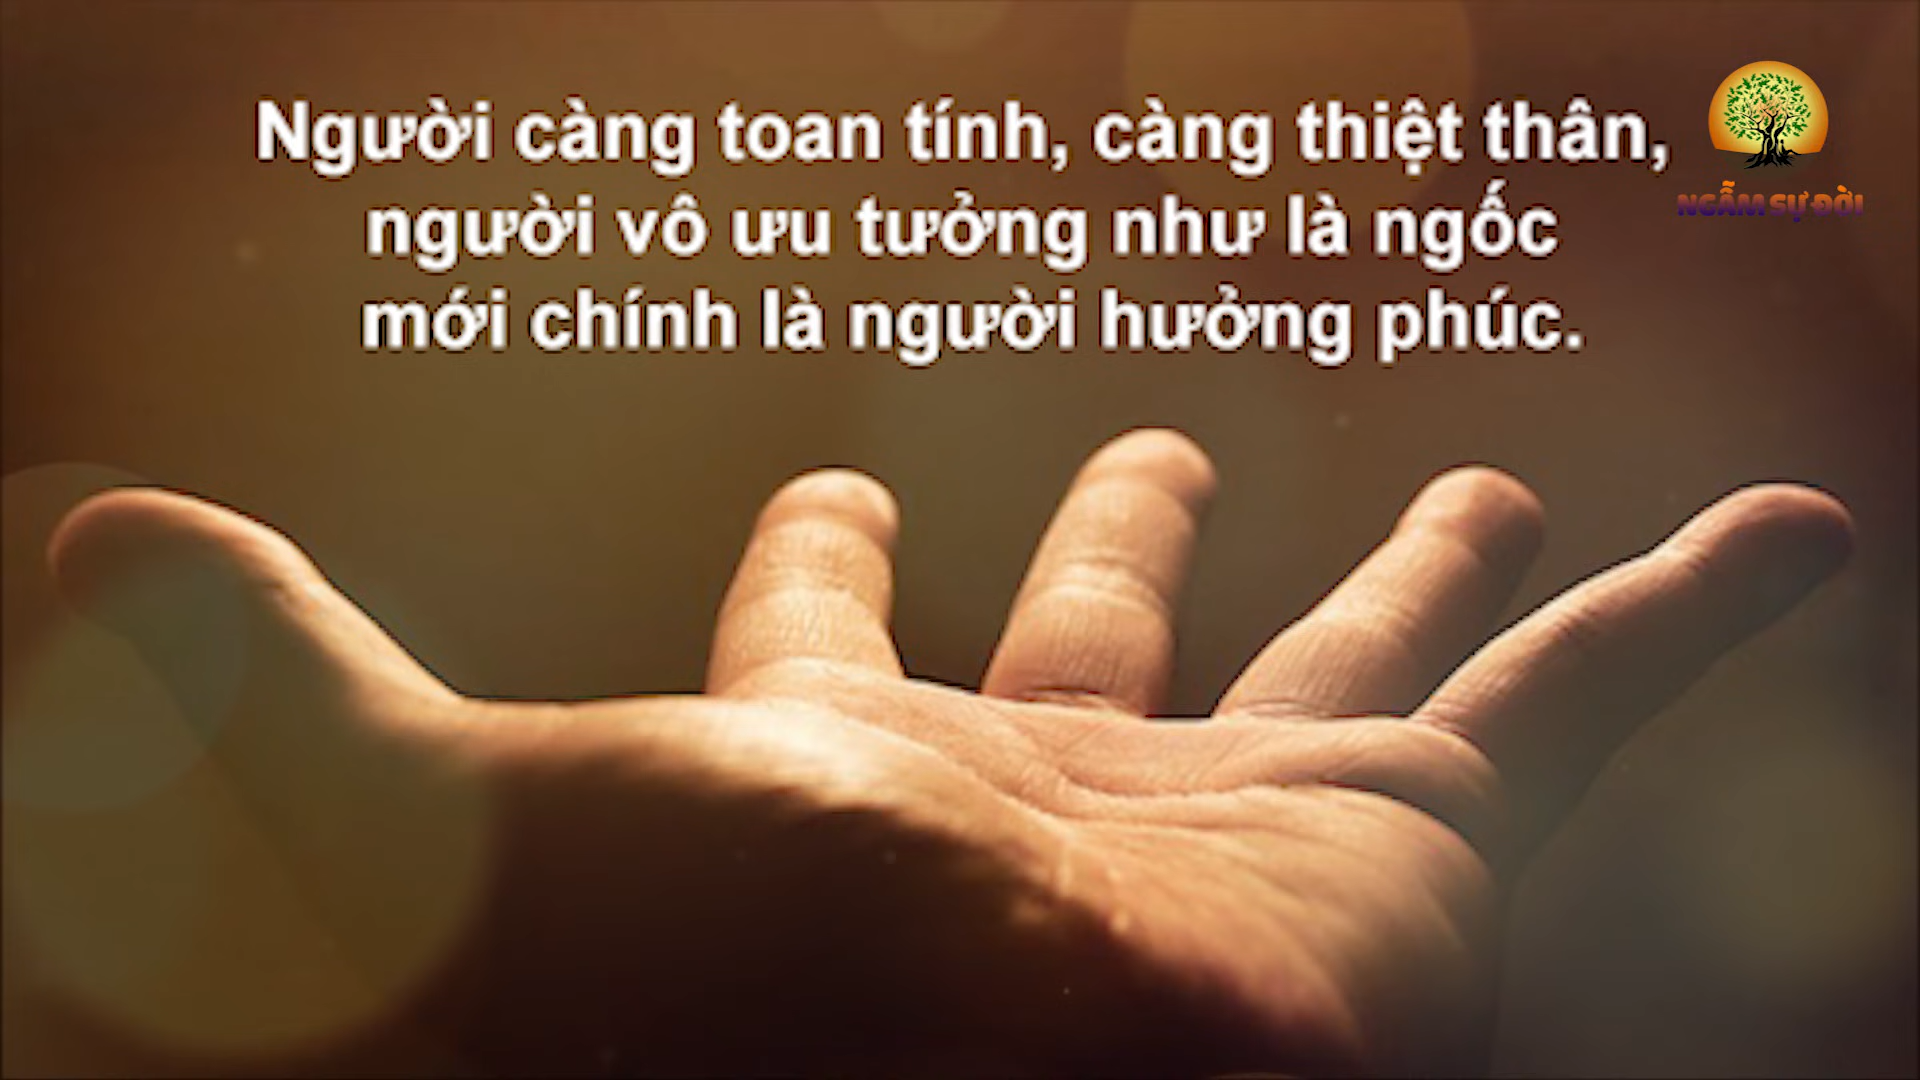 Người càng toan tính, càng thiệt thân,
người vô ưu tưởng như là ngốc
mới chính là người hưởng phúc.
NGẪM SỰ ĐỜI